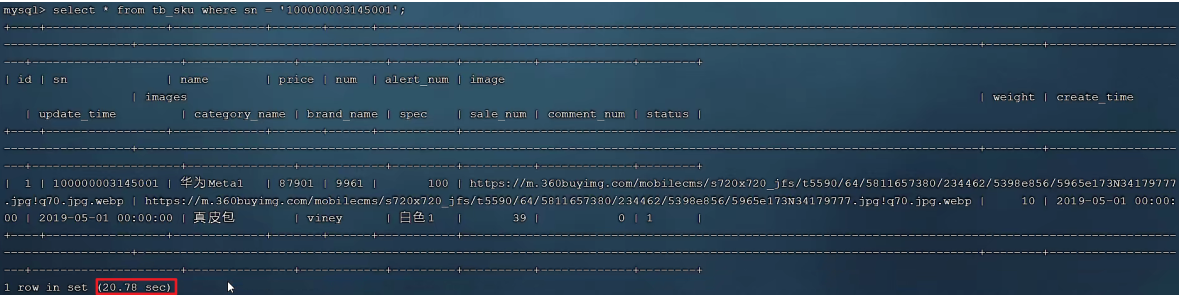 mysql> select * from tb_sku where sn = '100000003145001';
| id | sn | name | price | num | alert_num | image
| images | weight | create_time
| update_time | category_name | brand_name | spec | sale_num | comment_num | status |
| 1 | 100000003145001 | 华为Meta1 | 87901 | 9961 | 100 | https://m.360buyimg.com/mobilecms/s720x720_jfs/t5590/64/5811657380/234462/5398e856/5965e173N34179777
.jpg!q70.jpg.webp | https://m.360buyimg.com/mobilecms/s720x720_jfs/t5590/64/5811657380/234462/5398e856/5965e173N34179777.jpg!q70.jpg.webp | 10 | 2019-05-01 00:00:
00 | 2019-05-01 00:00:00 | 真皮包 | viney | 白色1 | 39 | 0 | 1 |
1 row in set (20.78 sec)